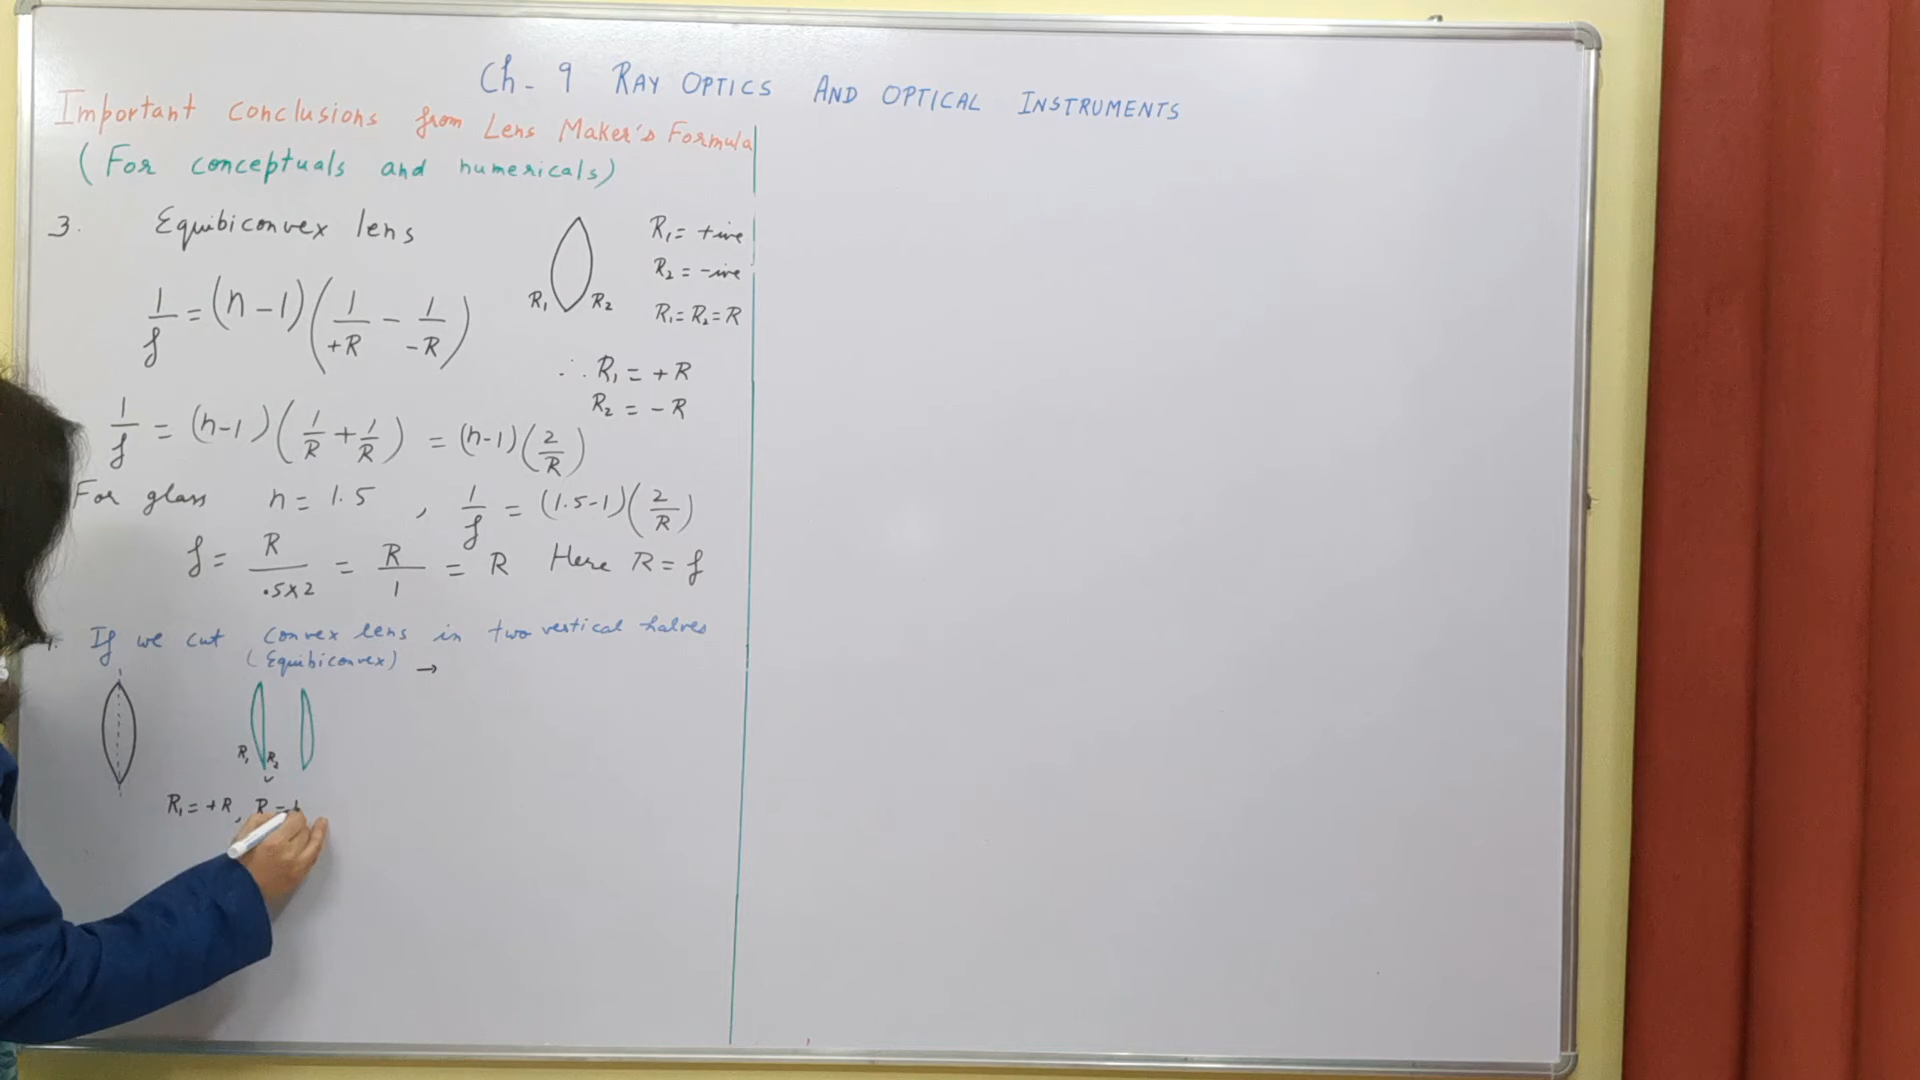 Ch-9 RAY OPTICS AND OPTICAL INSTRUMENTS
Important conclusions from Lens Maker's Formula
(For conceptuals and numericals)
3. Equibiconvex lens
R₁ R₂
R₁ = +ive
R₂ = -ive
R₁ = R₂ = R
1/f = (n-1)(1/+R - 1/-R)
∴ R₁ = +R
R₂ = -R
1/f = (n-1)(1/R + 1/R) = (n-1)(2/R)
For glass n = 1.5 , 1/f = (1.5-1)(2/R)
f = R/.5×2 = R/1 = R Here R = f
If we cut convex lens in two vertical halves
(Equibiconvex) →
R₁ R₂
R₁ = +R, R =